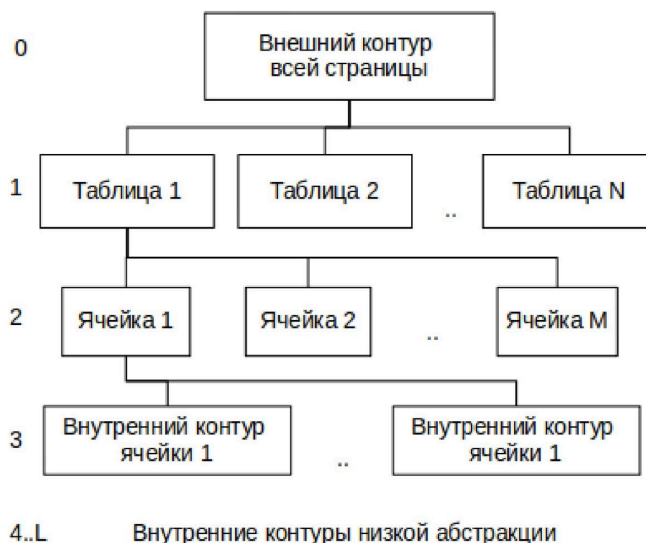 0
Внешний контур
всей страницы
1
Таблица 1
Таблица 2
..
Таблица N
2
Ячейка 1
Ячейка 2
..
Ячейка M
3
Внутренний контур
ячейки 1
..
Внутренний контур
ячейки 1
4..L Внутренние контуры низкой абстракции